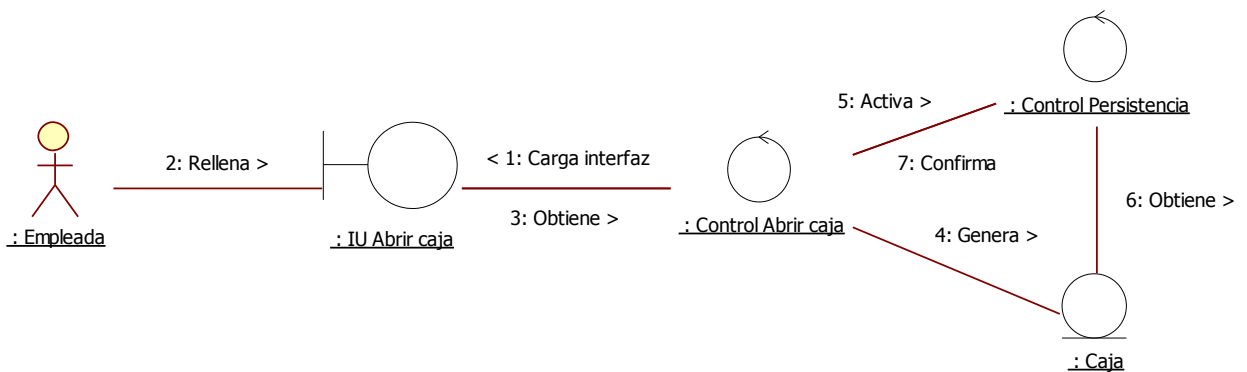 5: Activa >
: Control Persistencia
2: Rellena >
< 1: Carga interfaz
7: Confirma
6: Obtiene >
: Empleada
: IU Abrir caja
3: Obtiene >
: Control Abrir caja
4: Genera >
: Caja